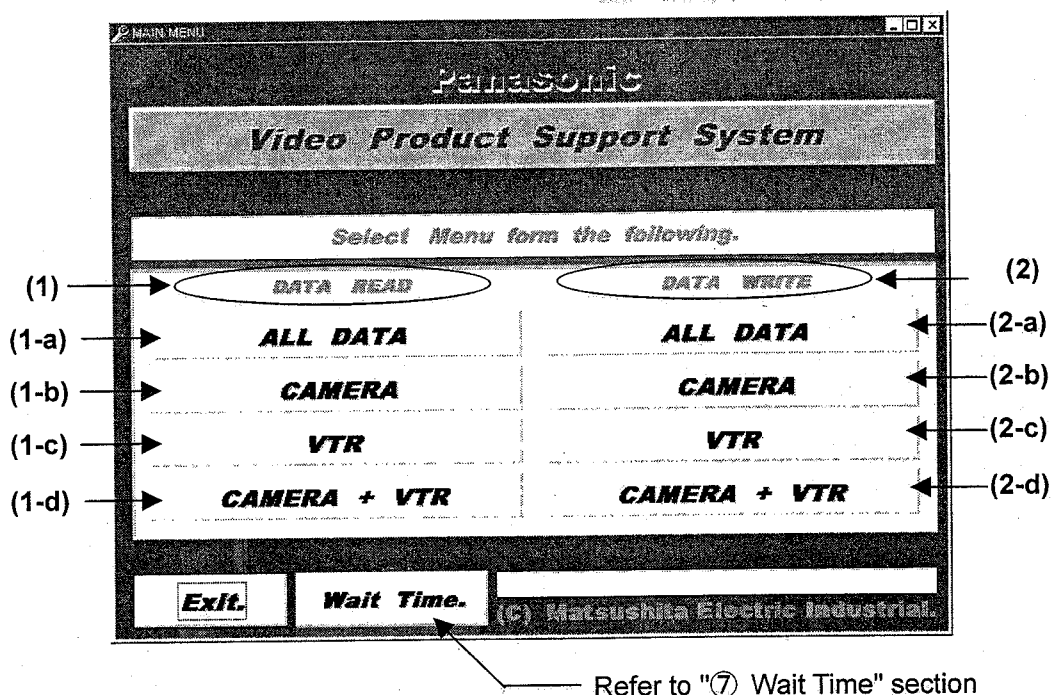 MAIN MENU
Panasonic
Video Product Support System
Select Menu form the following.
(1) DATA READ DATA WRITE (2)
(1-a) ALL DATA ALL DATA (2-a)
(1-b) CAMERA CAMERA (2-b)
(1-c) VTR VTR (2-c)
(1-d) CAMERA + VTR CAMERA + VTR (2-d)
Exit. Wait Time.
(C) Matsushita Electric Industrial.
Refer to "⑦ Wait Time" section